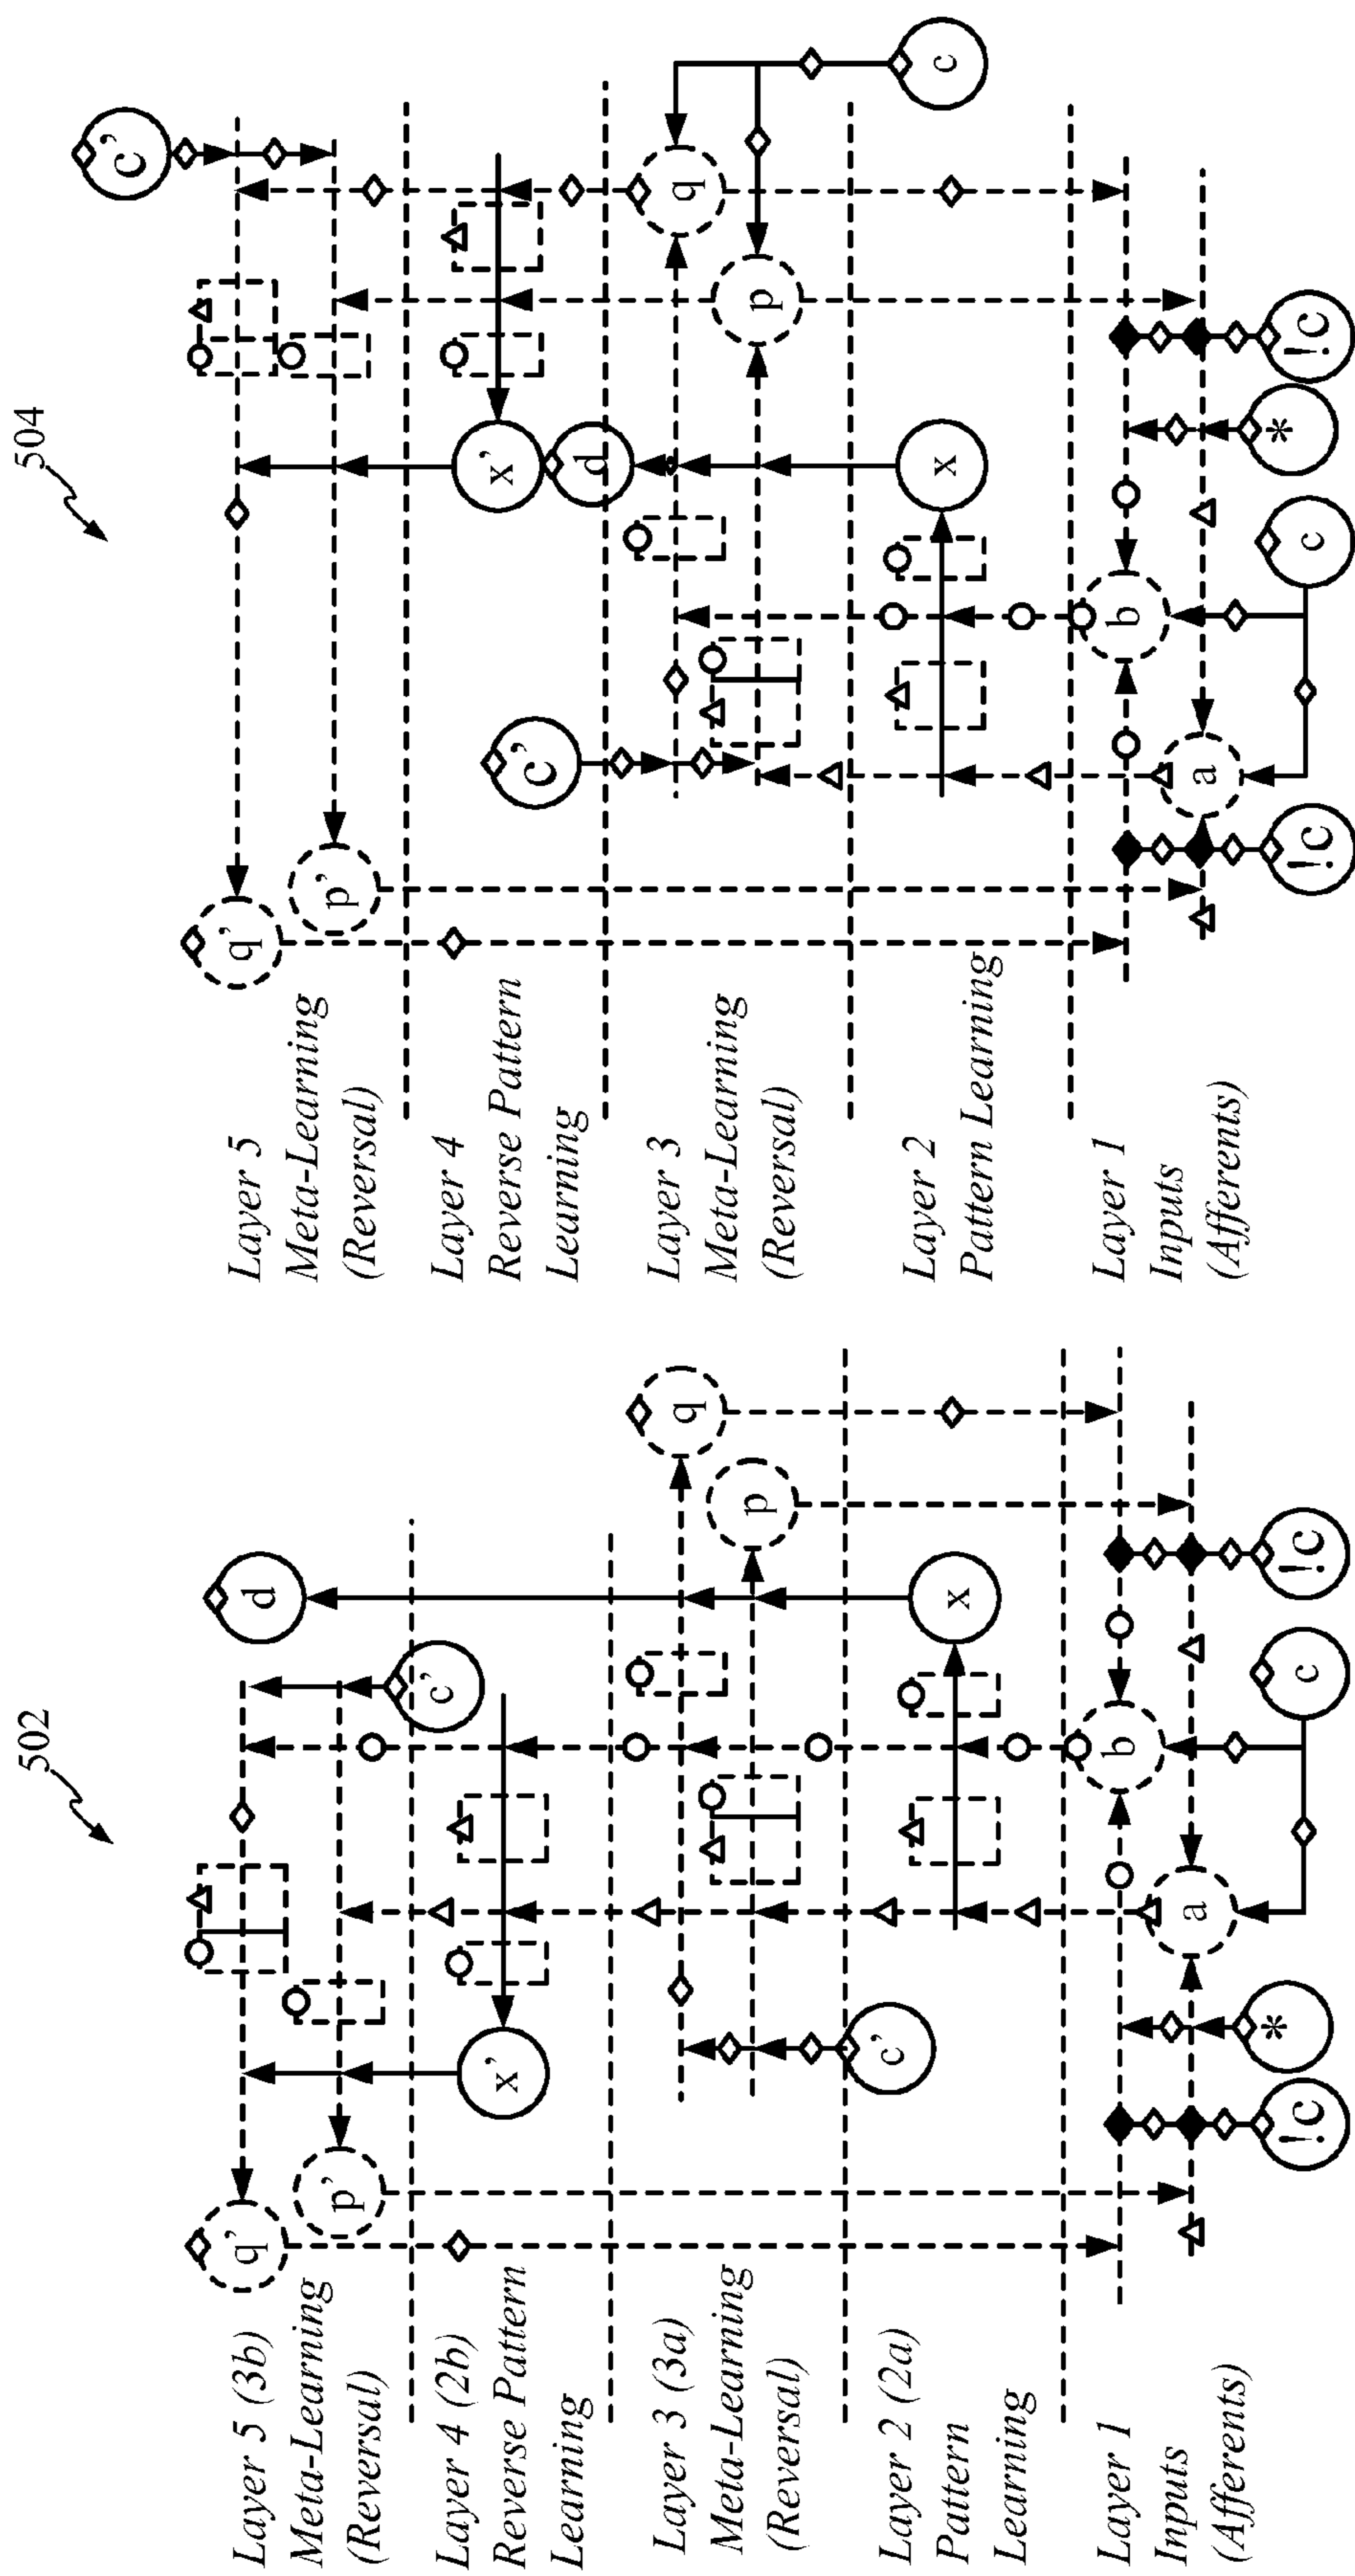 502
Layer 5 (3b)
Meta-Learning
(Reversal)
q'
d
p'
c'
Layer 4 (2b)
Reverse Pattern
Learning
x'
Layer 3 (3a)
Meta-Learning
(Reversal)
q
p
Layer 2 (2a)
Pattern
Learning
c'
x
Layer 1
Inputs
(Afferents)
b
a
!c
*
c
!c
504
c'
Layer 5
Meta-Learning
(Reversal)
q'
p'
Layer 4
Reverse Pattern
Learning
x'
c'
d
Layer 3
Meta-Learning
(Reversal)
q
p
Layer 2
Pattern Learning
x
c
Layer 1
Inputs
(Afferents)
b
a
!c
c
*
!c